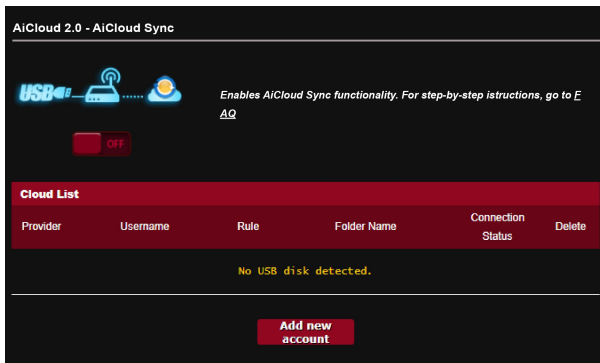 AiCloud 2.0 - AiCloud Sync
USB
Enables AiCloud Sync functionality. For step-by-step istructions, go to F
AQ
OFF
Cloud List
Provider Username Rule Folder Name Connection Status Delete
No USB disk detected.
Add new
account